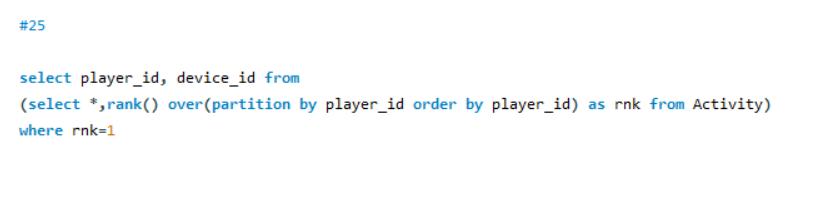 #25
select player_id, device_id from
(select *,rank() over(partition by player_id order by player_id) as rnk from Activity)
where rnk=1